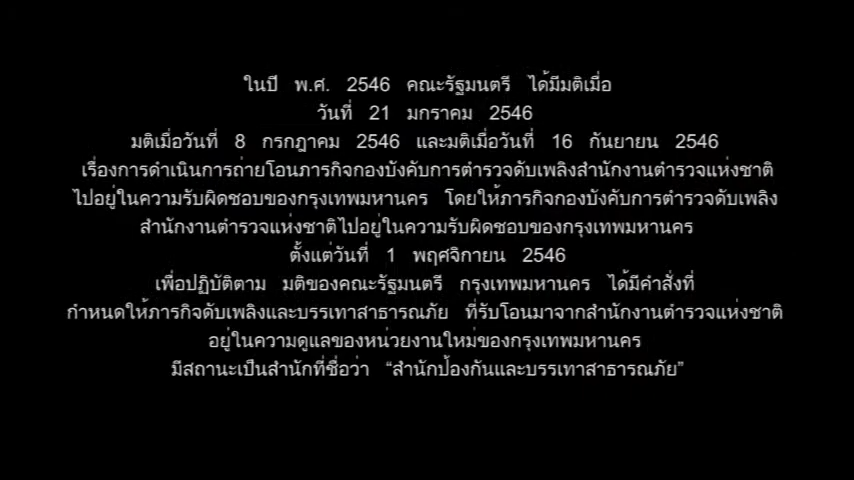 ในปี พ.ศ. 2546 คณะรัฐมนตรี ได้มีมติเมื่อ
วันที่ 21 มกราคม 2546
มติเมื่อวันที่ 8 กรกฎาคม 2546 และมติเมื่อวันที่ 16 กันยายน 2546
เรื่องการดำเนินการถ่ายโอนภารกิจกองบังคับการตำรวจดับเพลิงสำนักงานตำรวจแห่งชาติ
ไปอยู่ในความรับผิดชอบของกรุงเทพมหานคร โดยให้ภารกิจกองบังคับการตำรวจดับเพลิง
สำนักงานตำรวจแห่งชาติไปอยู่ในความรับผิดชอบของกรุงเทพมหานคร
ตั้งแต่วันที่ 1 พฤศจิกายน 2546
เพื่อปฏิบัติตาม มติของคณะรัฐมนตรี กรุงเทพมหานคร ได้มีคำสั่งที่
กำหนดให้ภารกิจดับเพลิงและบรรเทาสาธารณภัย ที่รับโอนมาจากสำนักงานตำรวจแห่งชาติ
อยู่ในความดูแลของหน่วยงานใหม่ของกรุงเทพมหานคร
มีสถานะเป็นสำนักที่ชื่อว่า “สำนักป้องกันและบรรเทาสาธารณภัย”